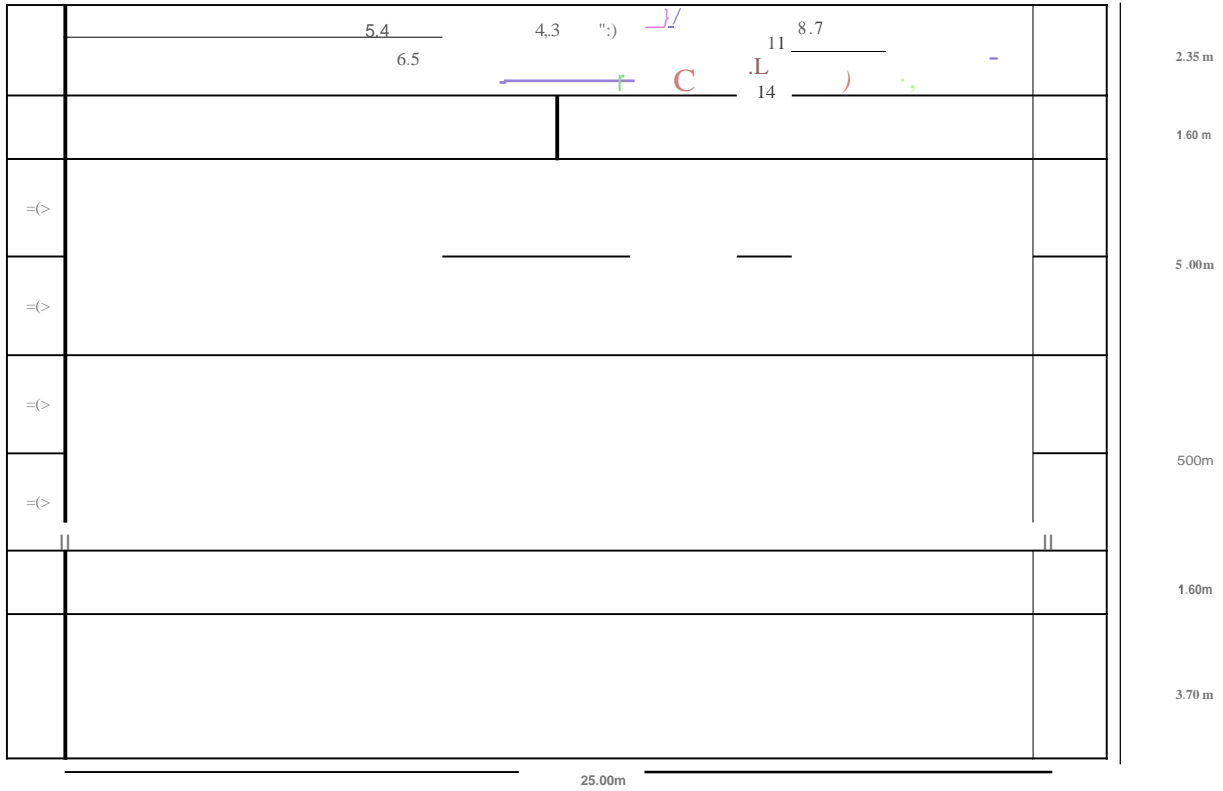 5.4 4,.3 ":) __}/ 8.7
11
6.5
r C .L ) . ,
14
2.35 m
1.60 m
=(>
5 .00m
=(>
=(>
500m
=(>
||
||
1.60m
3.70 m
25.00m